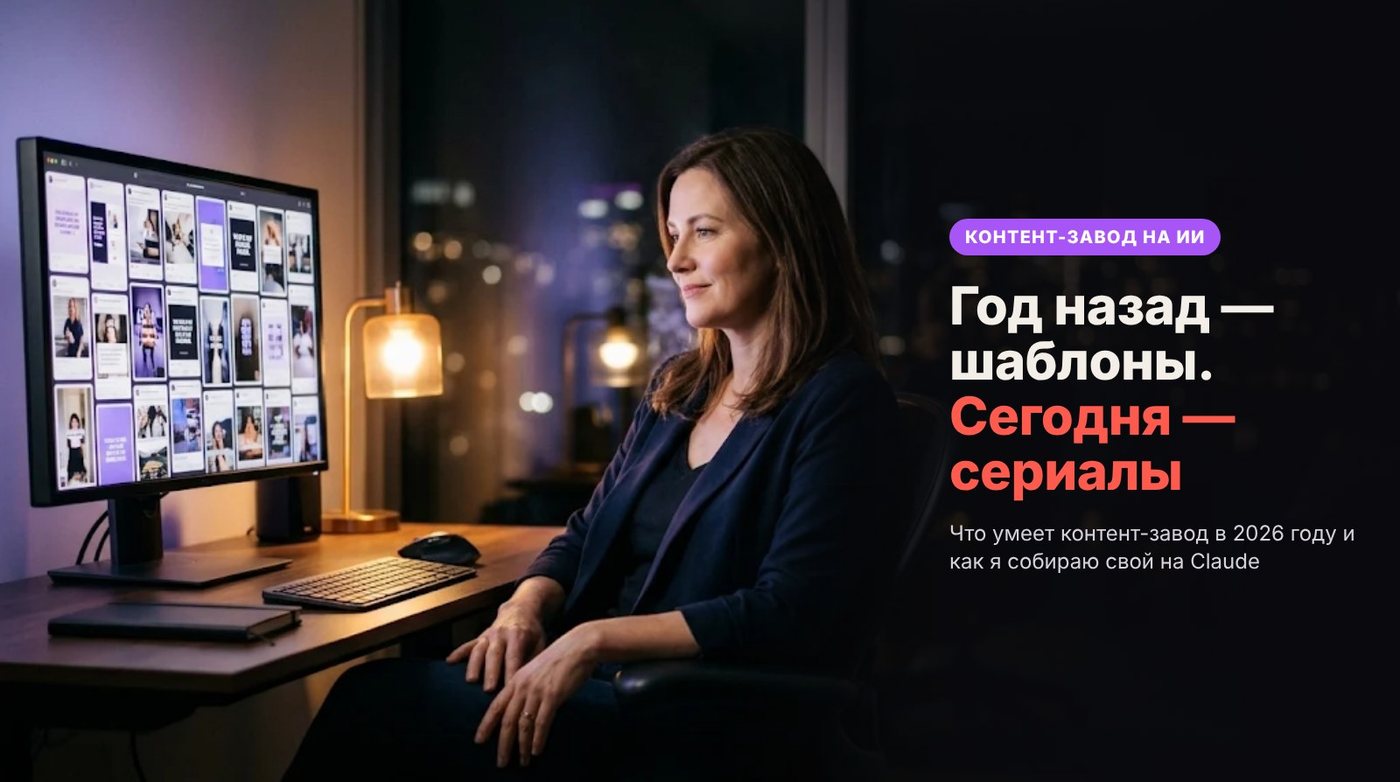 КОНТЕНТ-ЗАВОД НА ИИ
Год назад —
шаблоны.
Сегодня —
сериалы
Что умеет контент-завод в 2026 году и
как я собираю свой на Claude